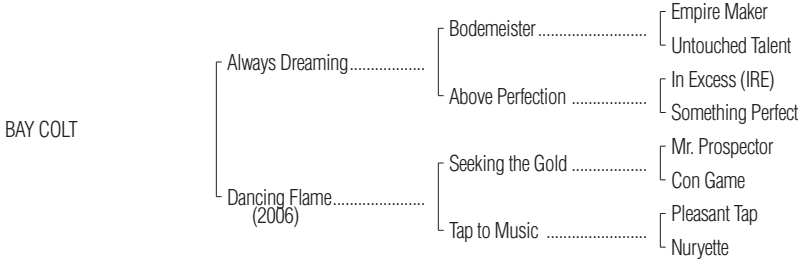 Empire Maker
Bodemeister..........................
Untouched Talent
Always Dreaming..................
In Excess (IRE)
Above Perfection ..................
Something Perfect
BAY COLT
Mr. Prospector
Seeking the Gold ..................
Con Game
Dancing Flame......................
(2006)
Pleasant Tap
Tap to Music ........................
Nuryette